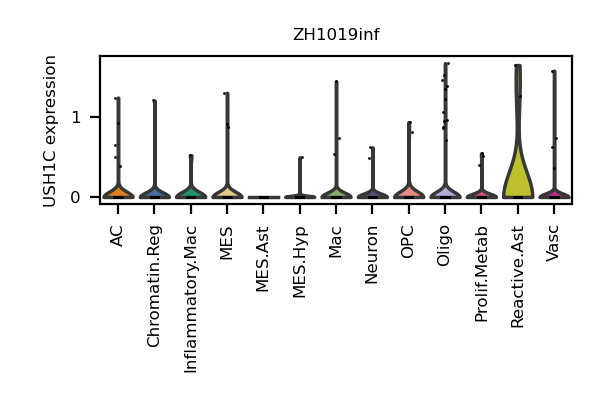 ZH1019inf
USH1C expression
1
0
AC
Chromatin.Reg
Inflammatory.Mac
MES
MES.Ast
MES.Hyp
Mac
Neuron
OPC
Oligo
Prolif.Metab
Reactive.Ast
Vasc